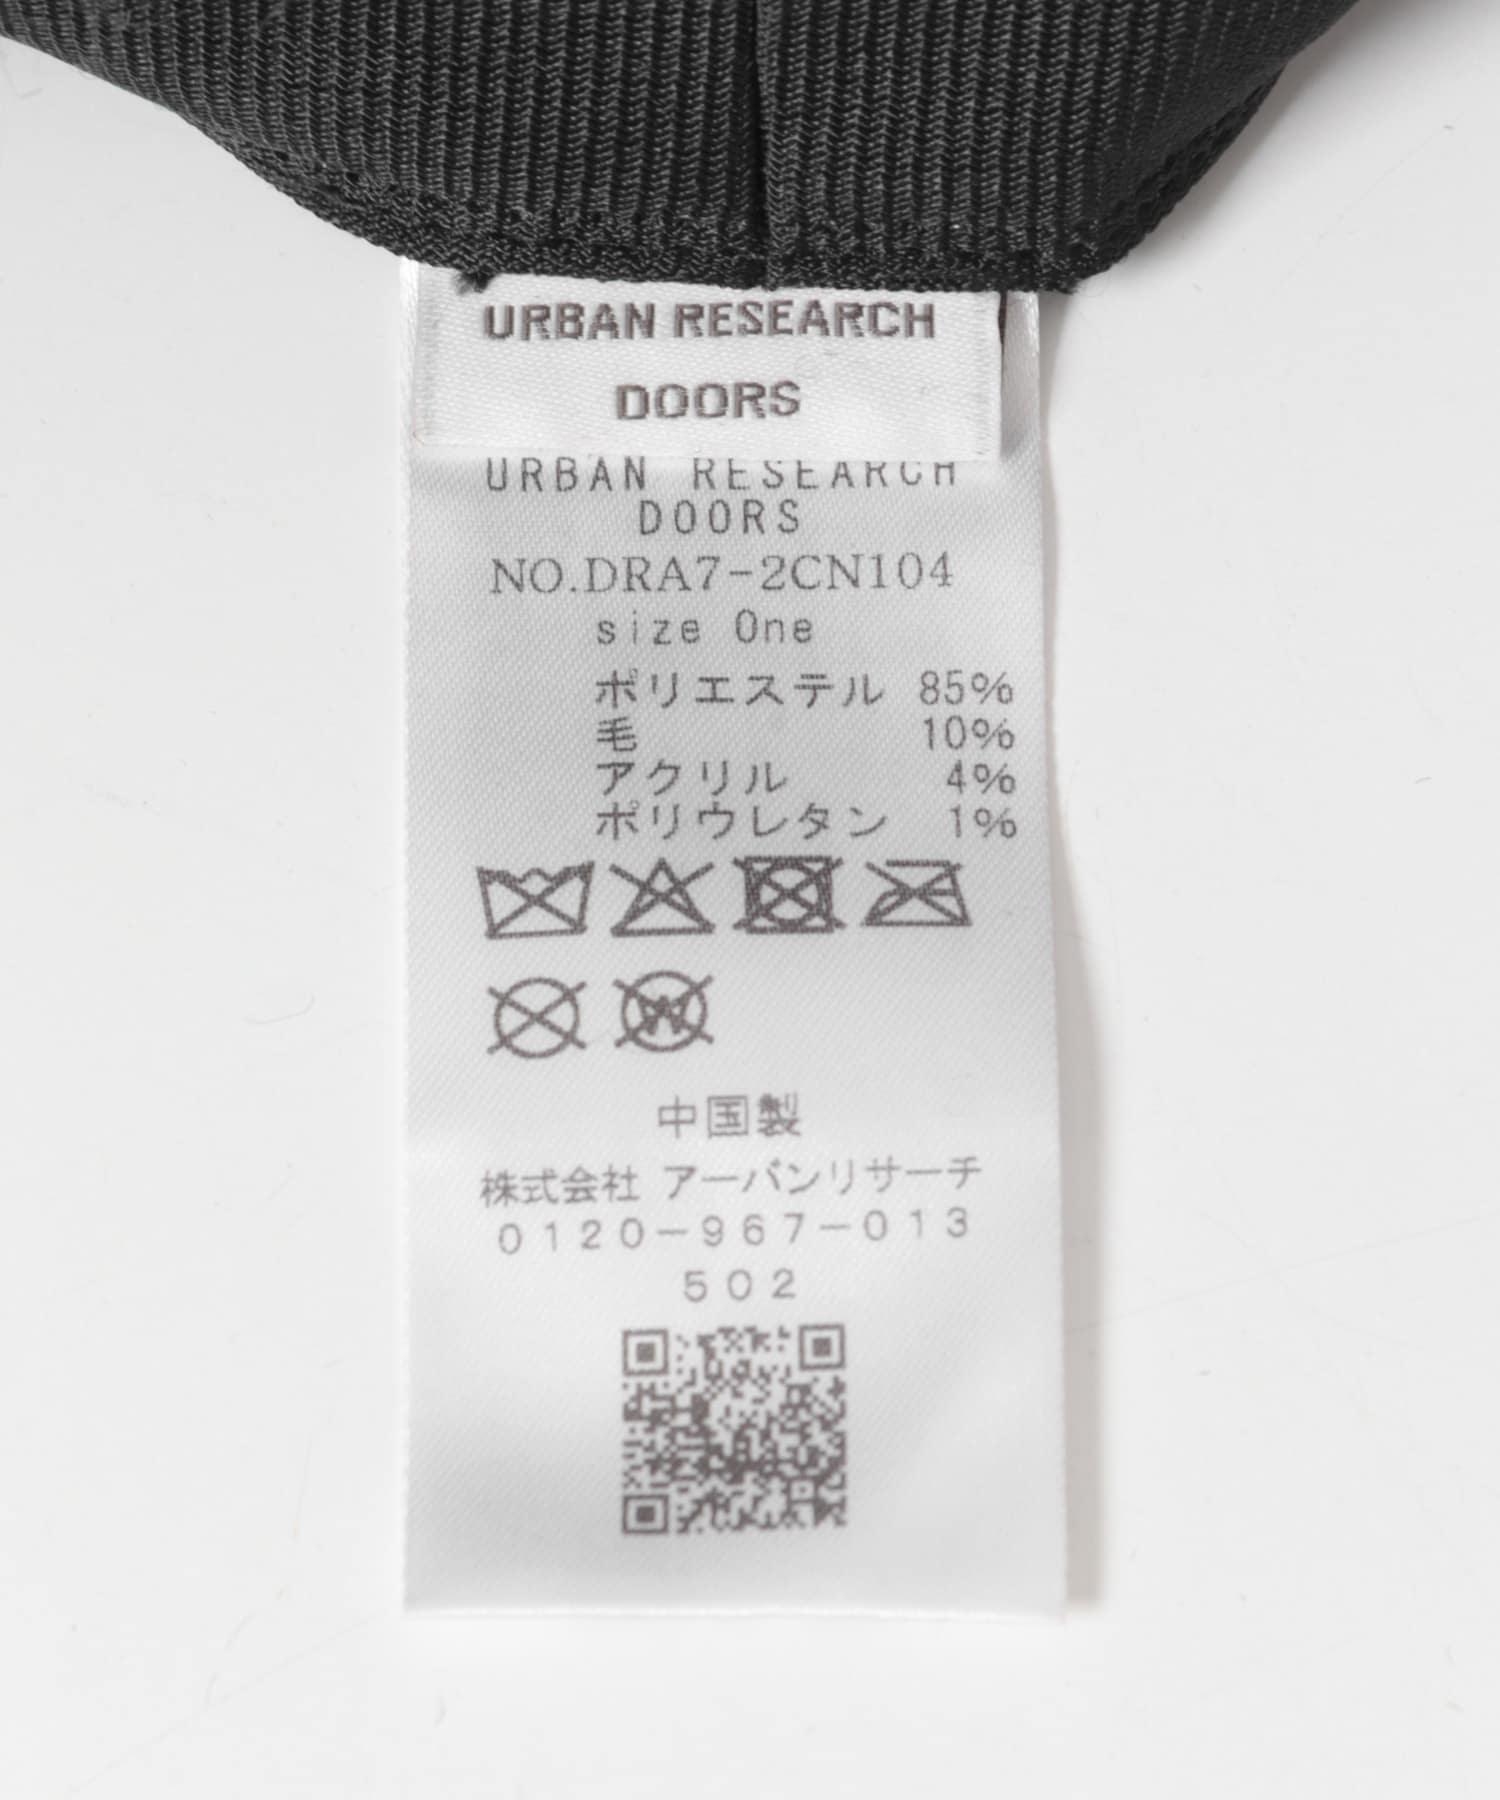 URBAN RESEARCH
DOORS
URBAN RESEARCH
DOORS
NO.DRA7-2CN104
size One
ポリエステル 85%
毛 10%
アクリル 4%
ポリウレタン 1%
W
中国製
株式会社 アーバンリサーチ
0120-967-013
502